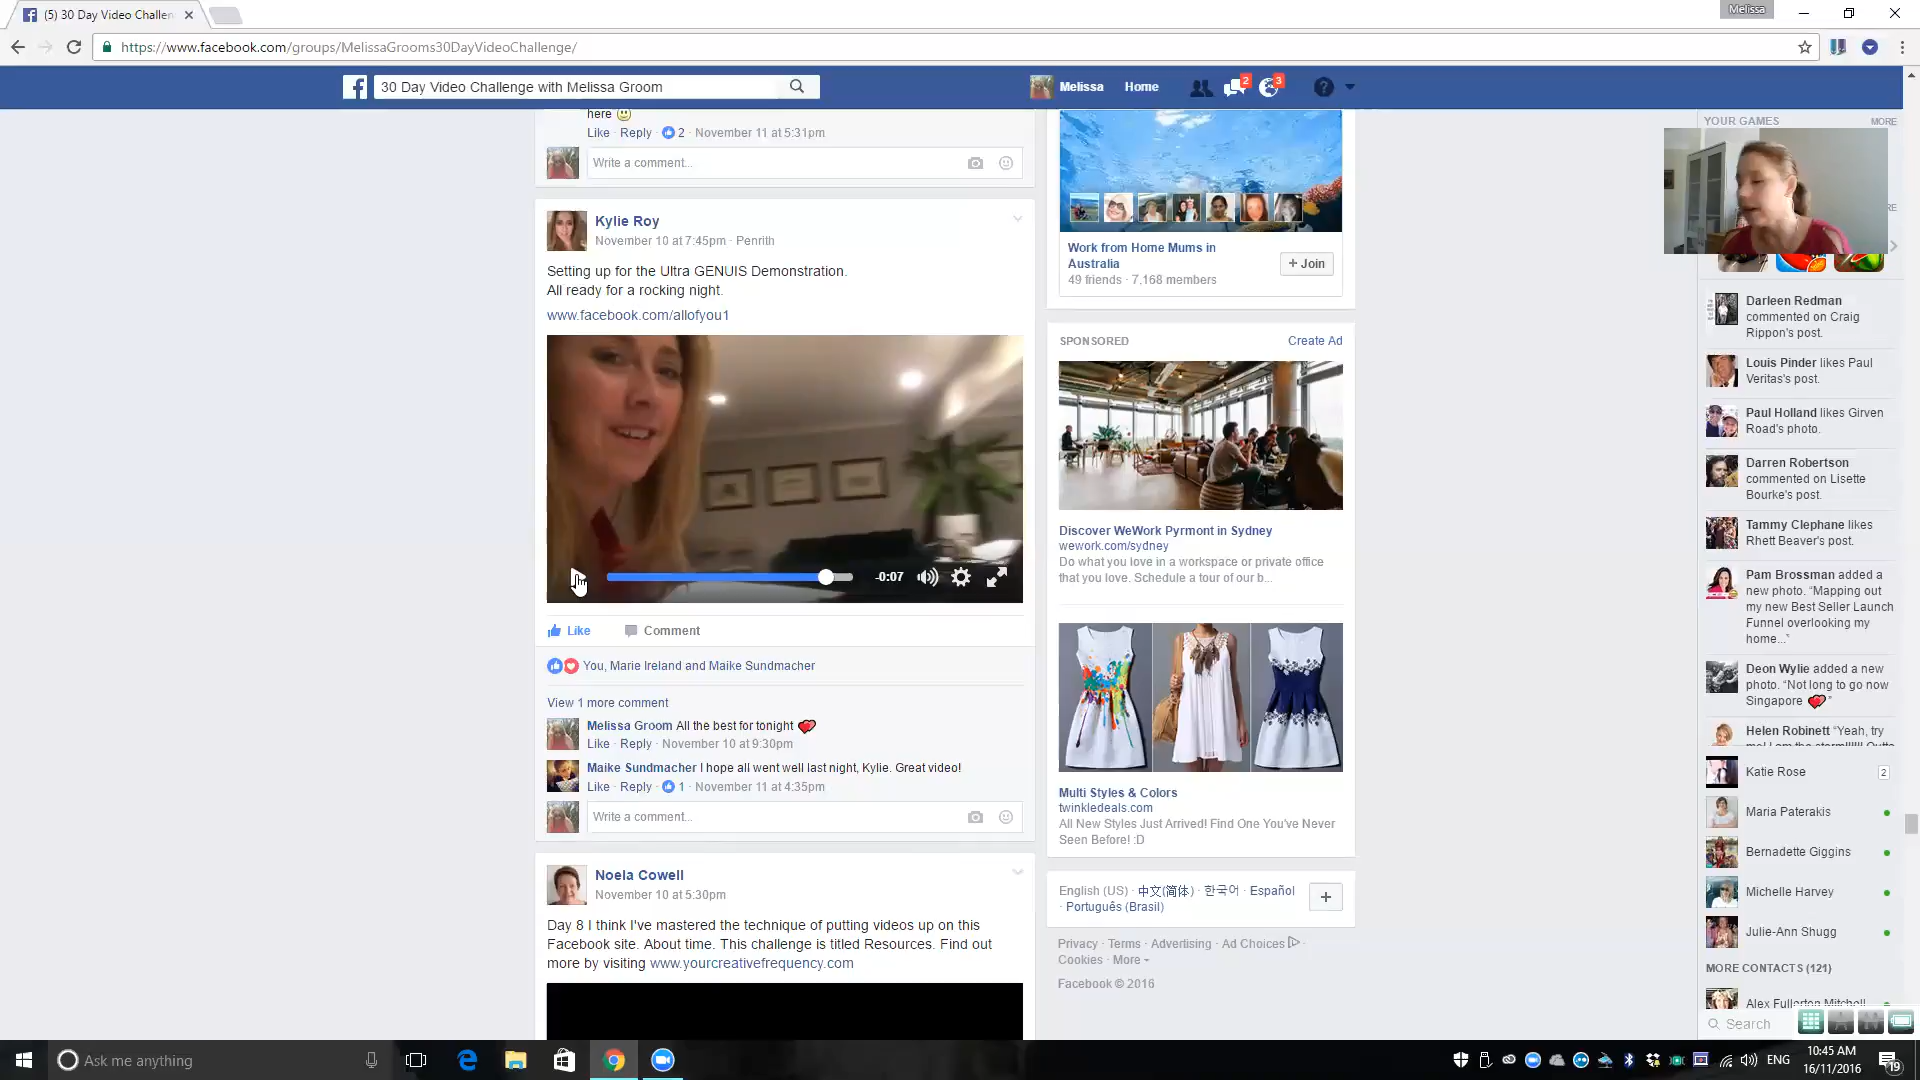 (5) 30 Day Video Challen
Melissa
https://www.facebook.com/groups/MelissaGrooms30DayVideoChallenge/
30 Day Video Challenge with Melissa Groom
Melissa
Home
2
3
here
Like · Reply · 2 · November 11 at 5:31pm
Write a comment...
Kylie Roy
November 10 at 7:45pm · Penrith
Setting up for the Ultra GENUIS Demonstration.
All ready for a rocking night.
www.facebook.com/allofyou1
-0:07
Like Comment
You, Marie Ireland and Maike Sundmacher
View 1 more comment
Melissa Groom All the best for tonight
Like · Reply · November 10 at 9:30pm
Maike Sundmacher I hope all went well last night, Kylie. Great video!
Like · Reply · 1 · November 11 at 4:35pm
Write a comment...
Noela Cowell
November 10 at 5:30pm
Day 8 I think I've mastered the technique of putting videos up on this
Facebook site. About time. This challenge is titled Resources. Find out
more by visiting www.yourcreativefrequency.com
Work from Home Mums in
Australia
49 friends · 7,168 members
+ Join
SPONSORED
Create Ad
Discover WeWork Pyrmont in Sydney
wework.com/sydney
Do what you love in a workspace or private office
that you love. Schedule a tour of our b...
Multi Styles & Colors
twinkledeals.com
All New Styles Just Arrived! Find One You've Never
Seen Before! :D
English (US) · 中文(简体) · 한국어 · Español
· Português (Brasil)
+
Privacy · Terms · Advertising · Ad Choices ·
Cookies · More
Facebook © 2016
YOUR GAMES
MORE
RE
Darleen Redman
commented on Craig
Rippon's post.
Louis Pinder likes Paul
Veritas's post.
Paul Holland likes Girven
Road's photo.
Darren Robertson
commented on Lisette
Bourke's post.
Tammy Clephane likes
Rhett Beaver's post.
Pam Brossman added a
new photo. “Mapping out
my new Best Seller Launch
Funnel overlooking my
home...”
Deon Wylie added a new
photo. “Not long to go now
Singapore ”
Helen Robinett “Yeah, try
Katie Rose
2
Maria Paterakis
Bernadette Giggins
Michelle Harvey
Julie-Ann Shugg
MORE CONTACTS (121)
Alex Fullerton Mitchell
Search
Ask me anything
ENG
10:45 AM
16/11/2016
19